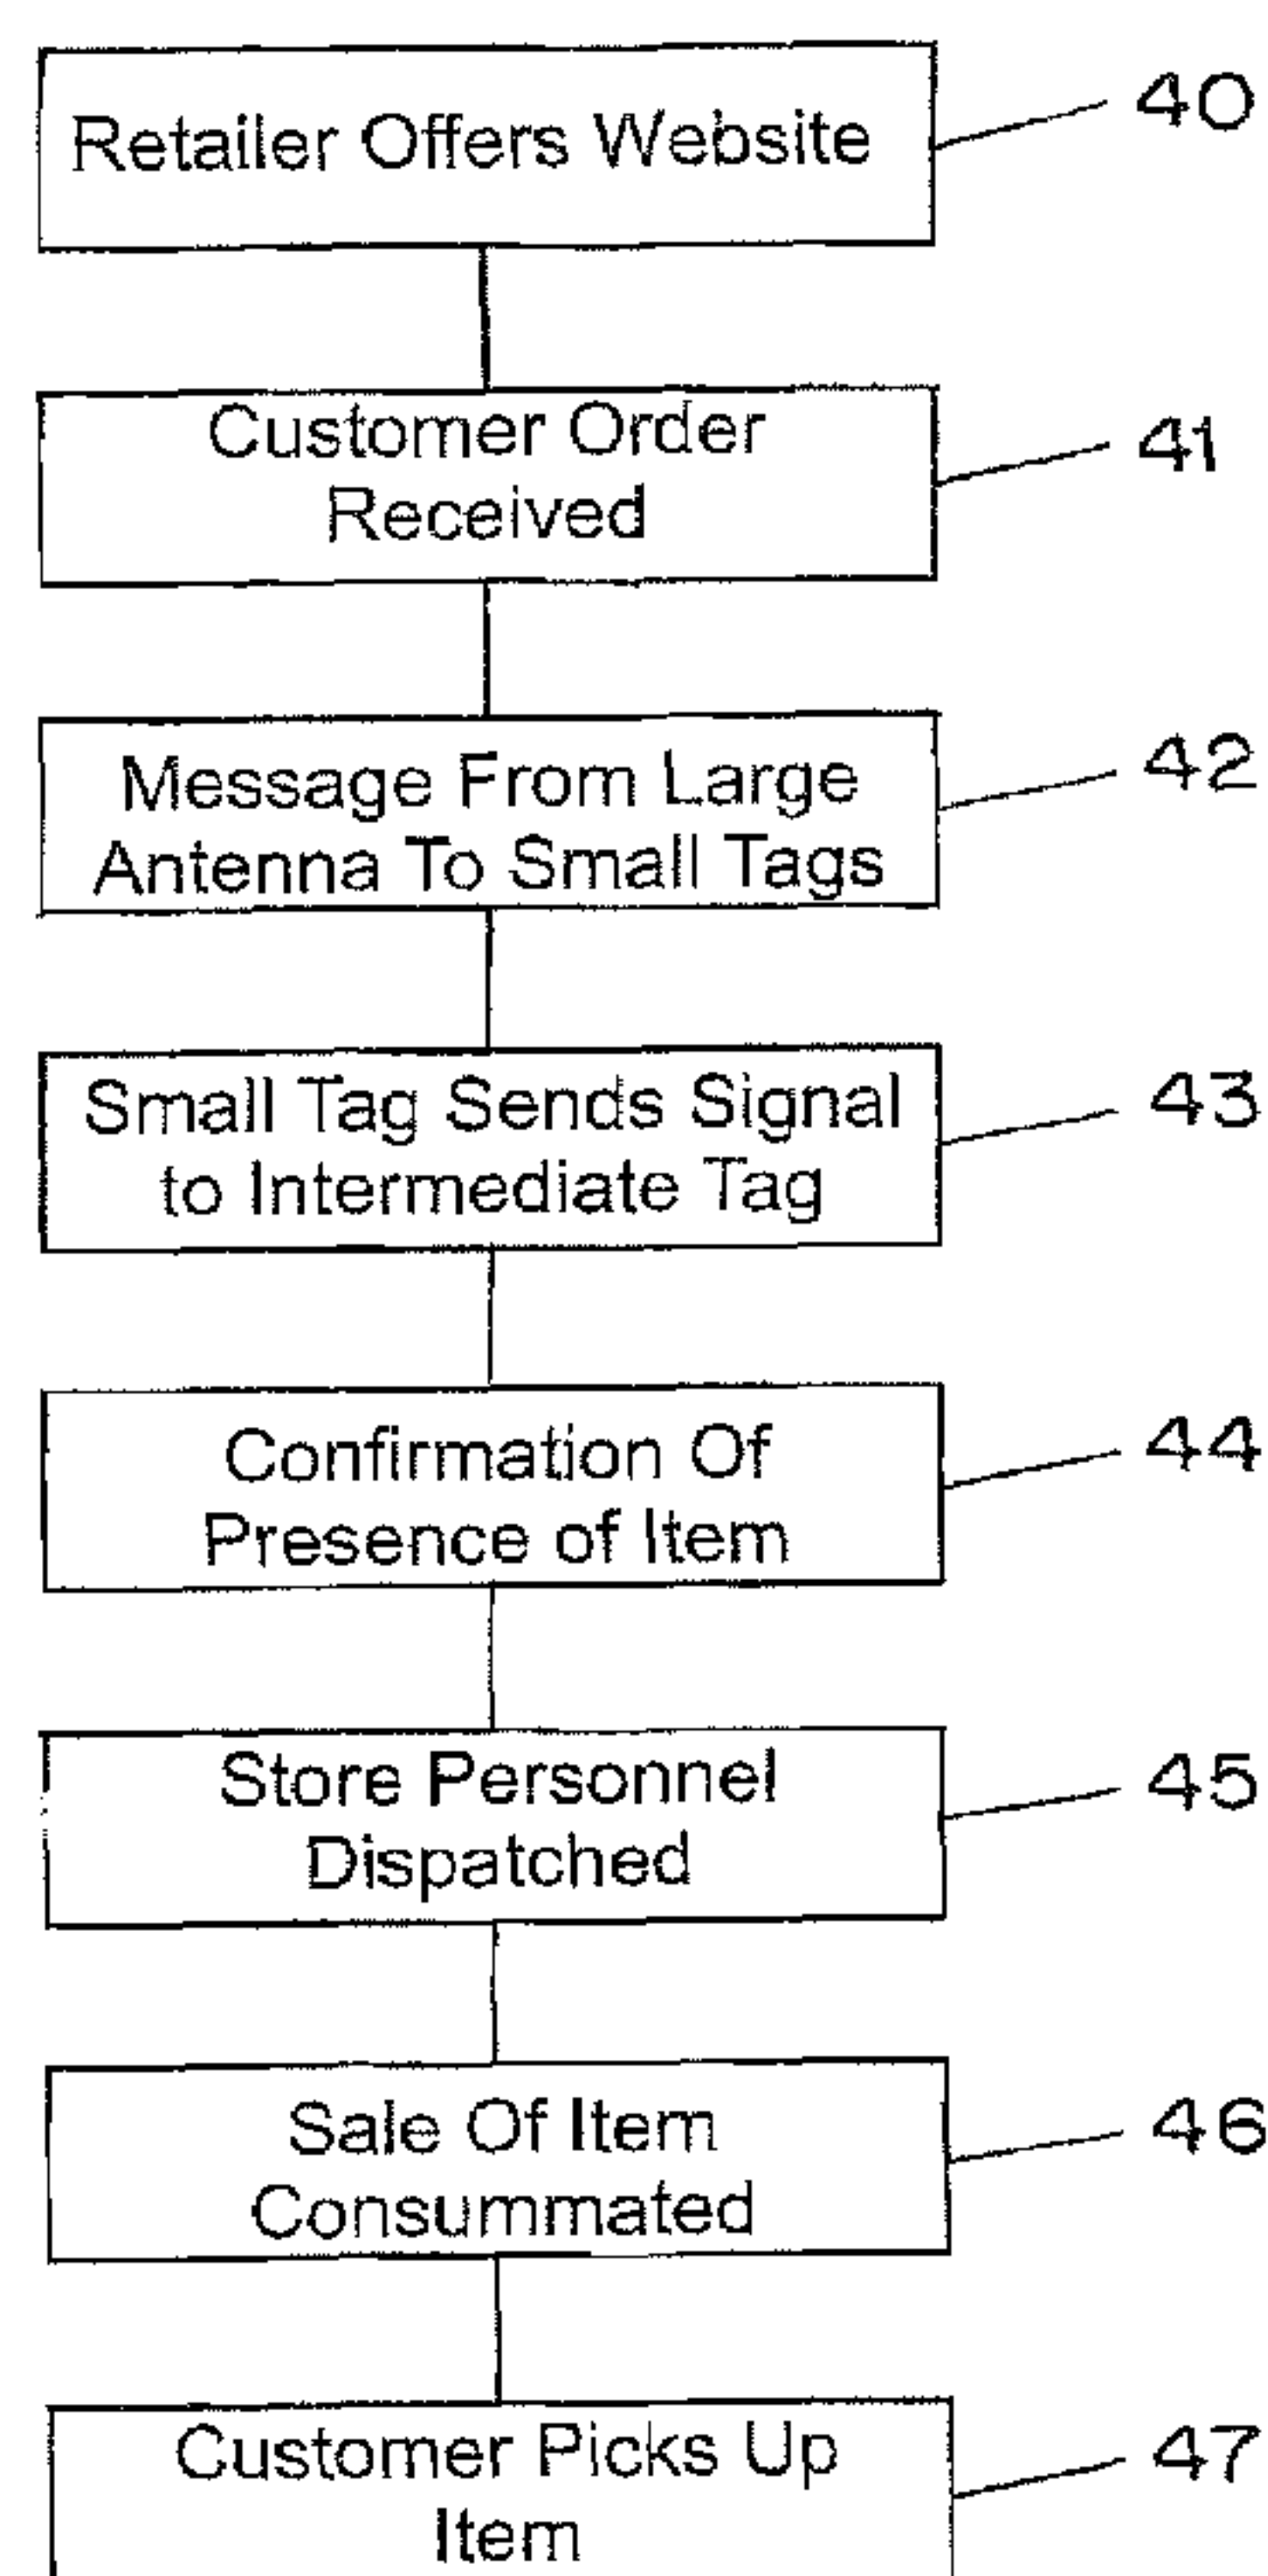 Retailer Offers Website
40
Customer Order
Received
41
Message From Large
Antenna To Small Tags
42
Small Tag Sends Signal
to Intermediate Tag
43
Confirmation Of
Presence of Item
44
Store Personnel
Dispatched
45
Sale Of Item
Consummated
46
Customer Picks Up
Item
47